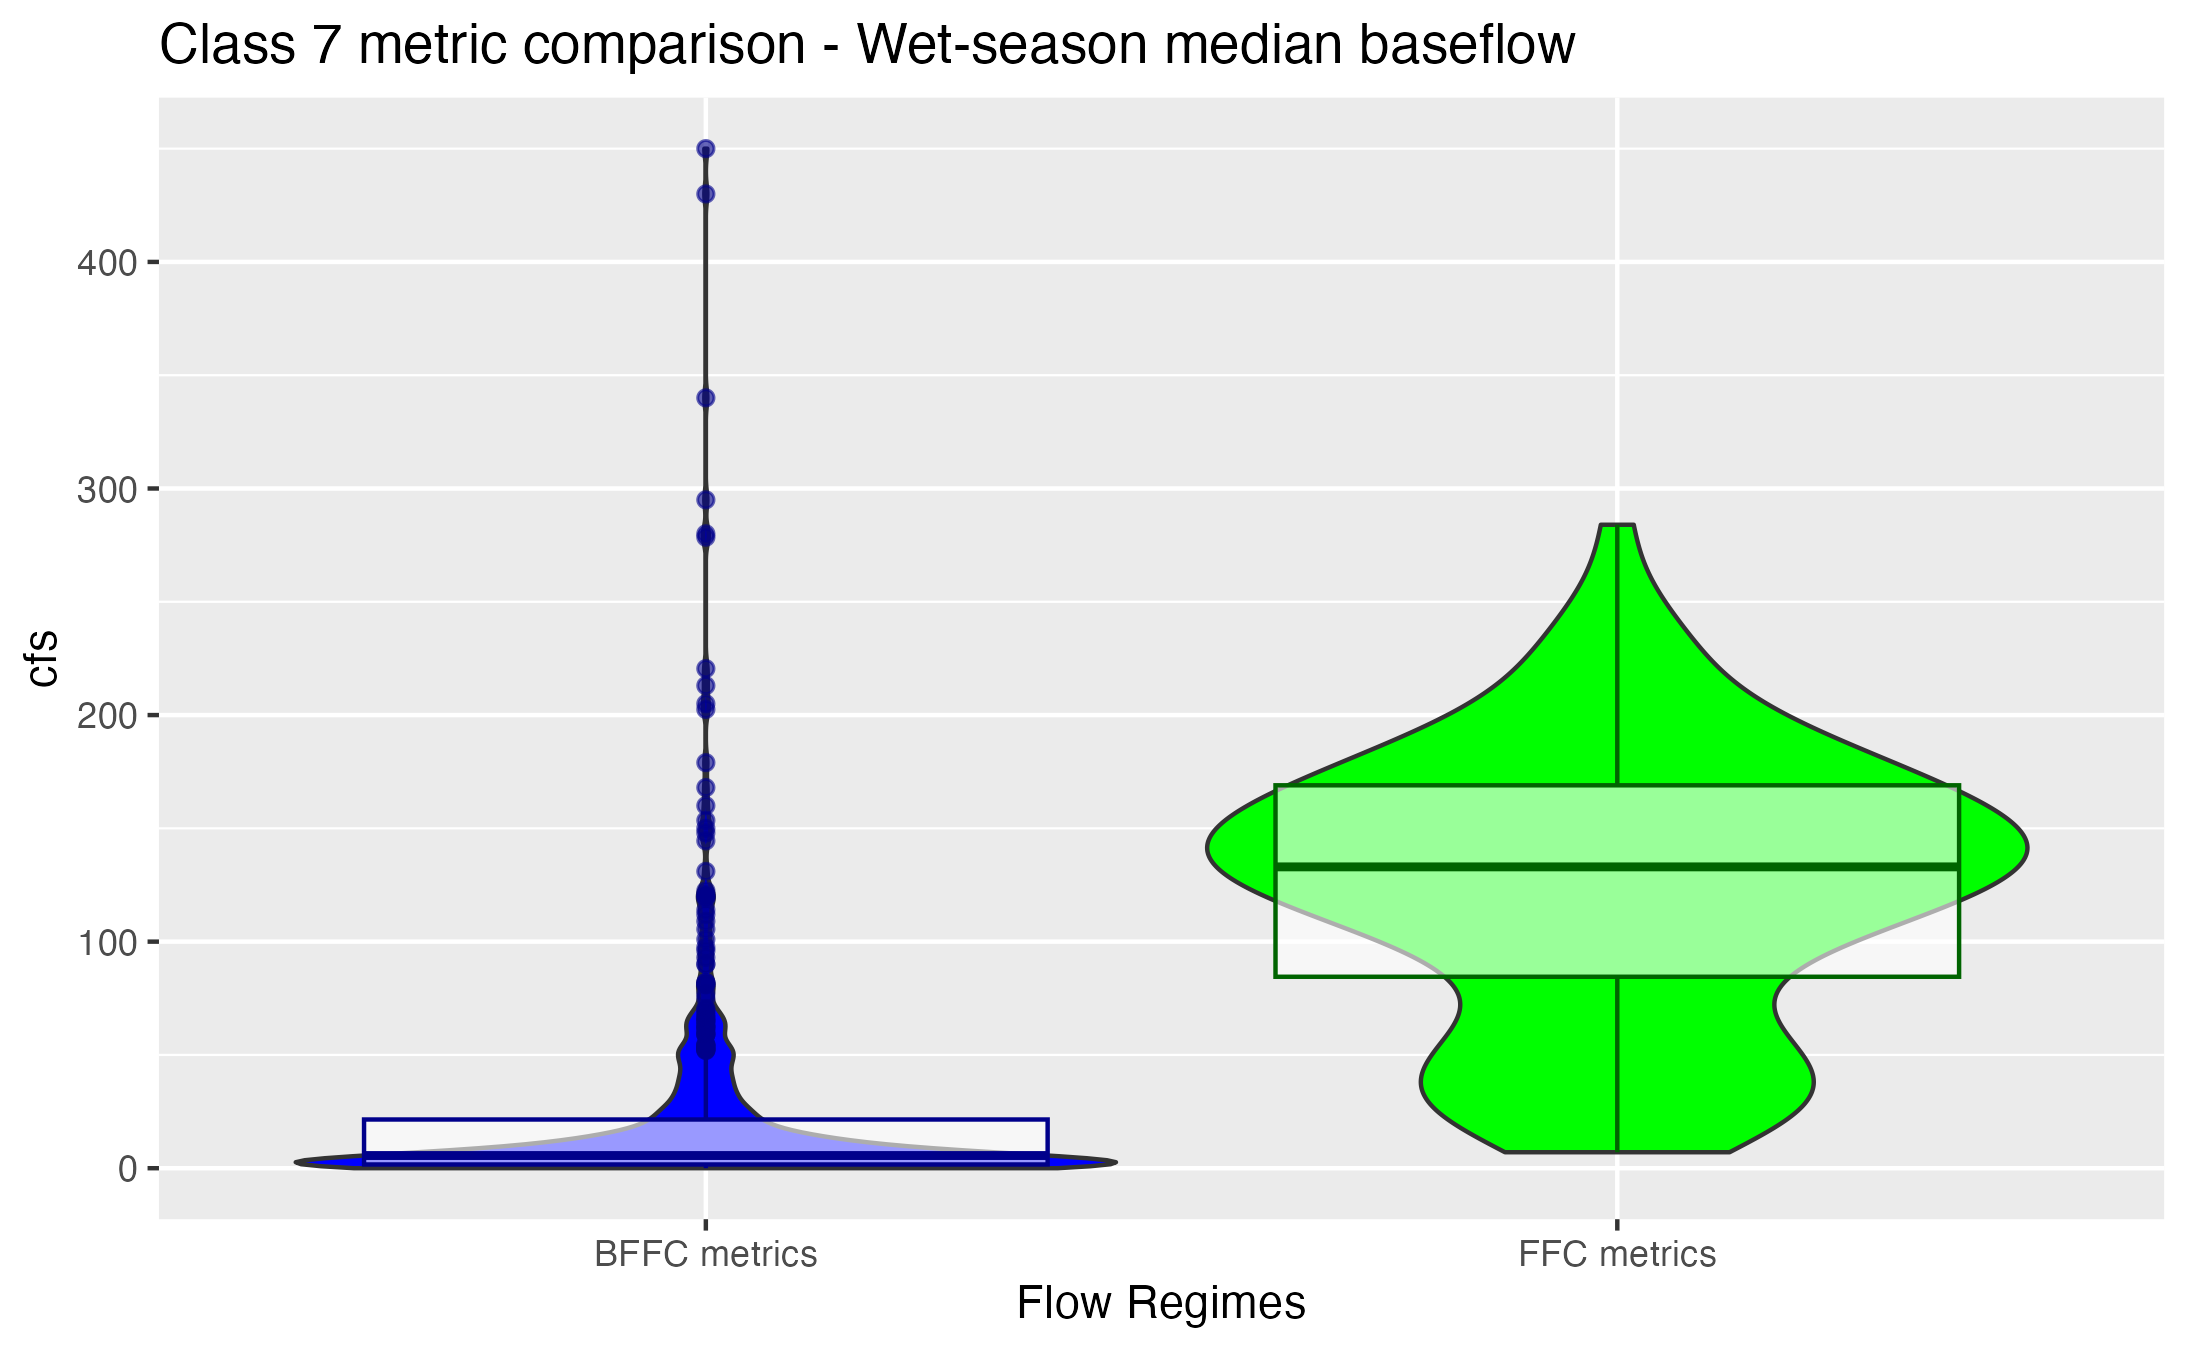 Class 7 metric comparison - Wet-season median baseflow
cfs
400
300
200
100
0
BFFC metrics
FFC metrics
Flow Regimes